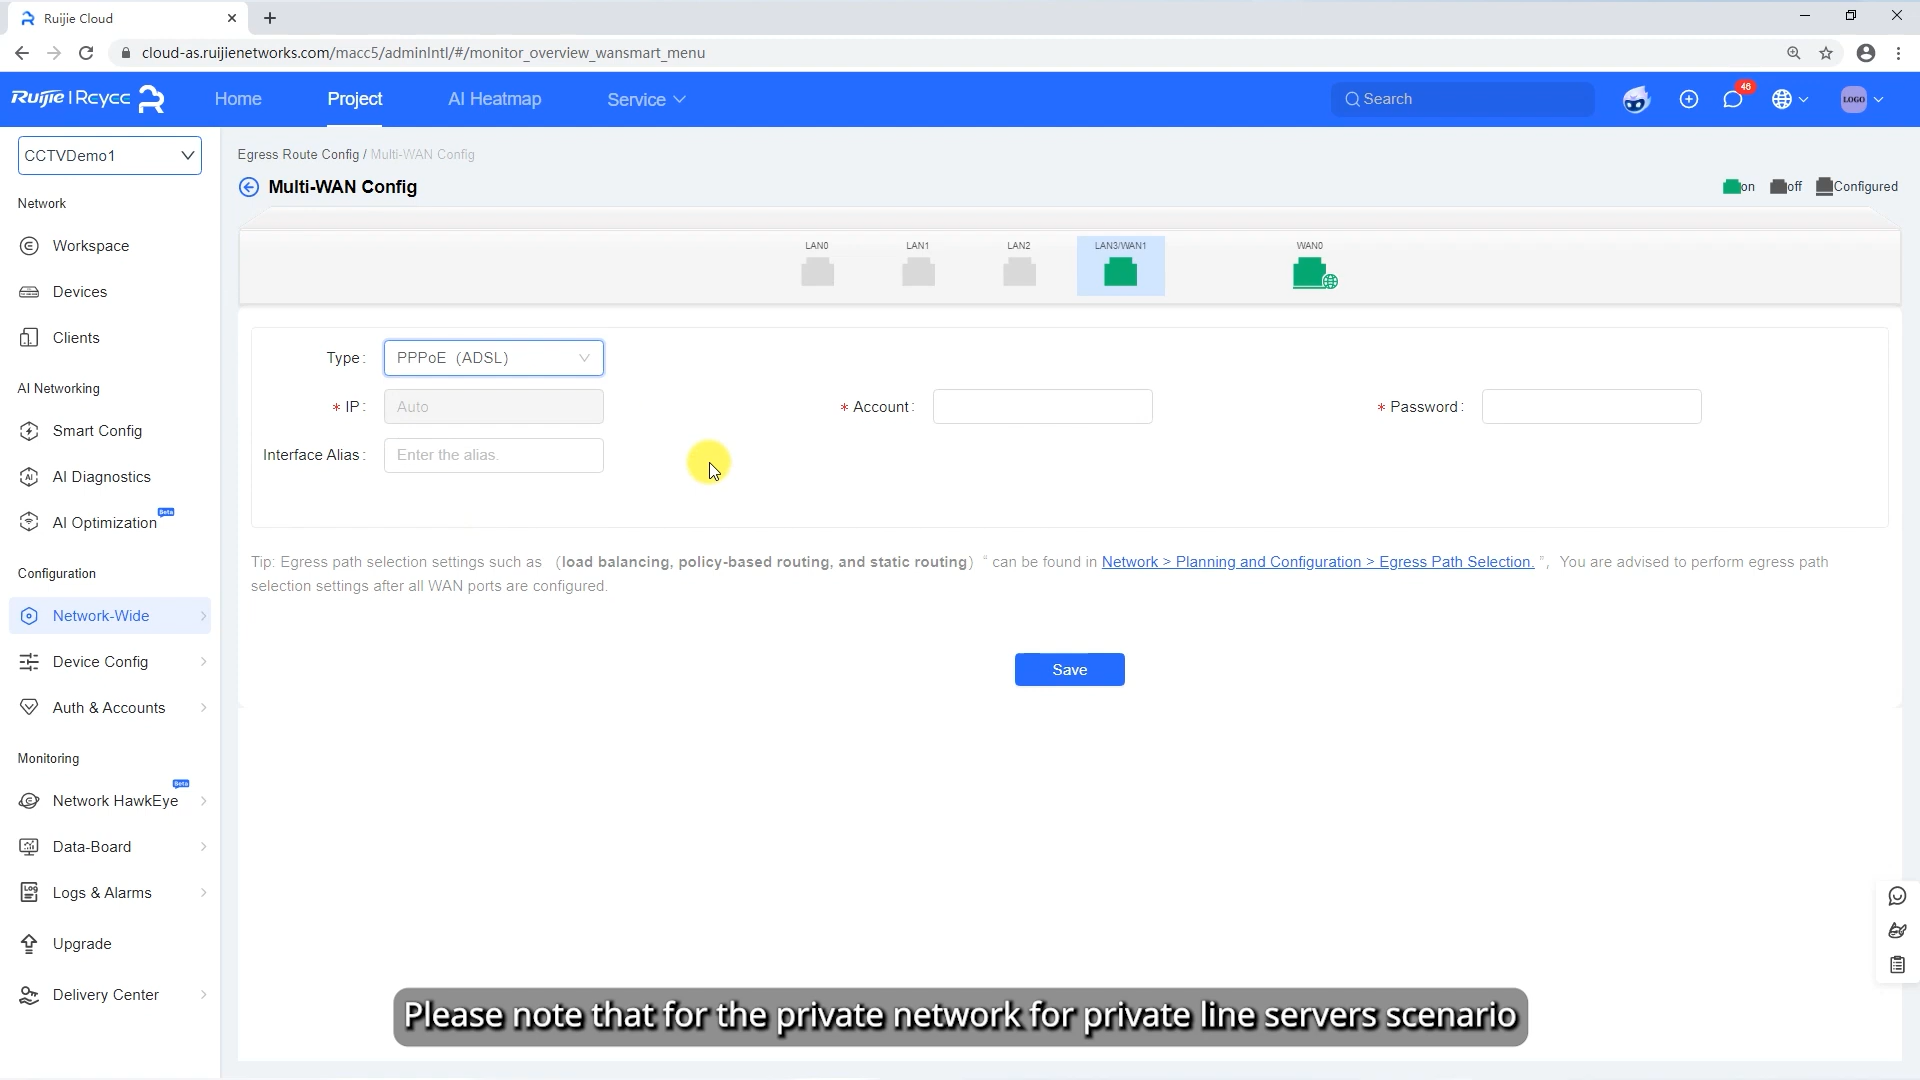 Ruijie Cloud
cloud-as.ruijienetworks.com/macc5/adminIntl/#/monitor_overview_wansmart_menu
Ruijie | Rcycc
Home
Project
AI Heatmap
Service
Search
46
LOGO
CCTVDemo1
Network
Workspace
Devices
Clients
AI Networking
Smart Config
AI Diagnostics
AI Optimization
Beta
Configuration
Network-Wide
Device Config
Auth & Accounts
Monitoring
Network HawkEye
Beta
Data-Board
Logs & Alarms
Upgrade
Delivery Center
Egress Route Config / Multi-WAN Config
Multi-WAN Config
on
off
Configured
LAN0
LAN1
LAN2
LAN3/WAN1
WAN0
Type:
PPPoE (ADSL)
* IP:
Auto
* Account:
* Password:
Interface Alias:
Enter the alias.
Tip: Egress path selection settings such as (load balancing, policy-based routing, and static routing) “ can be found in Network > Planning and Configuration > Egress Path Selection. ”, You are advised to perform egress path
selection settings after all WAN ports are configured.
Save
Please note that for the private network for private line servers scenario